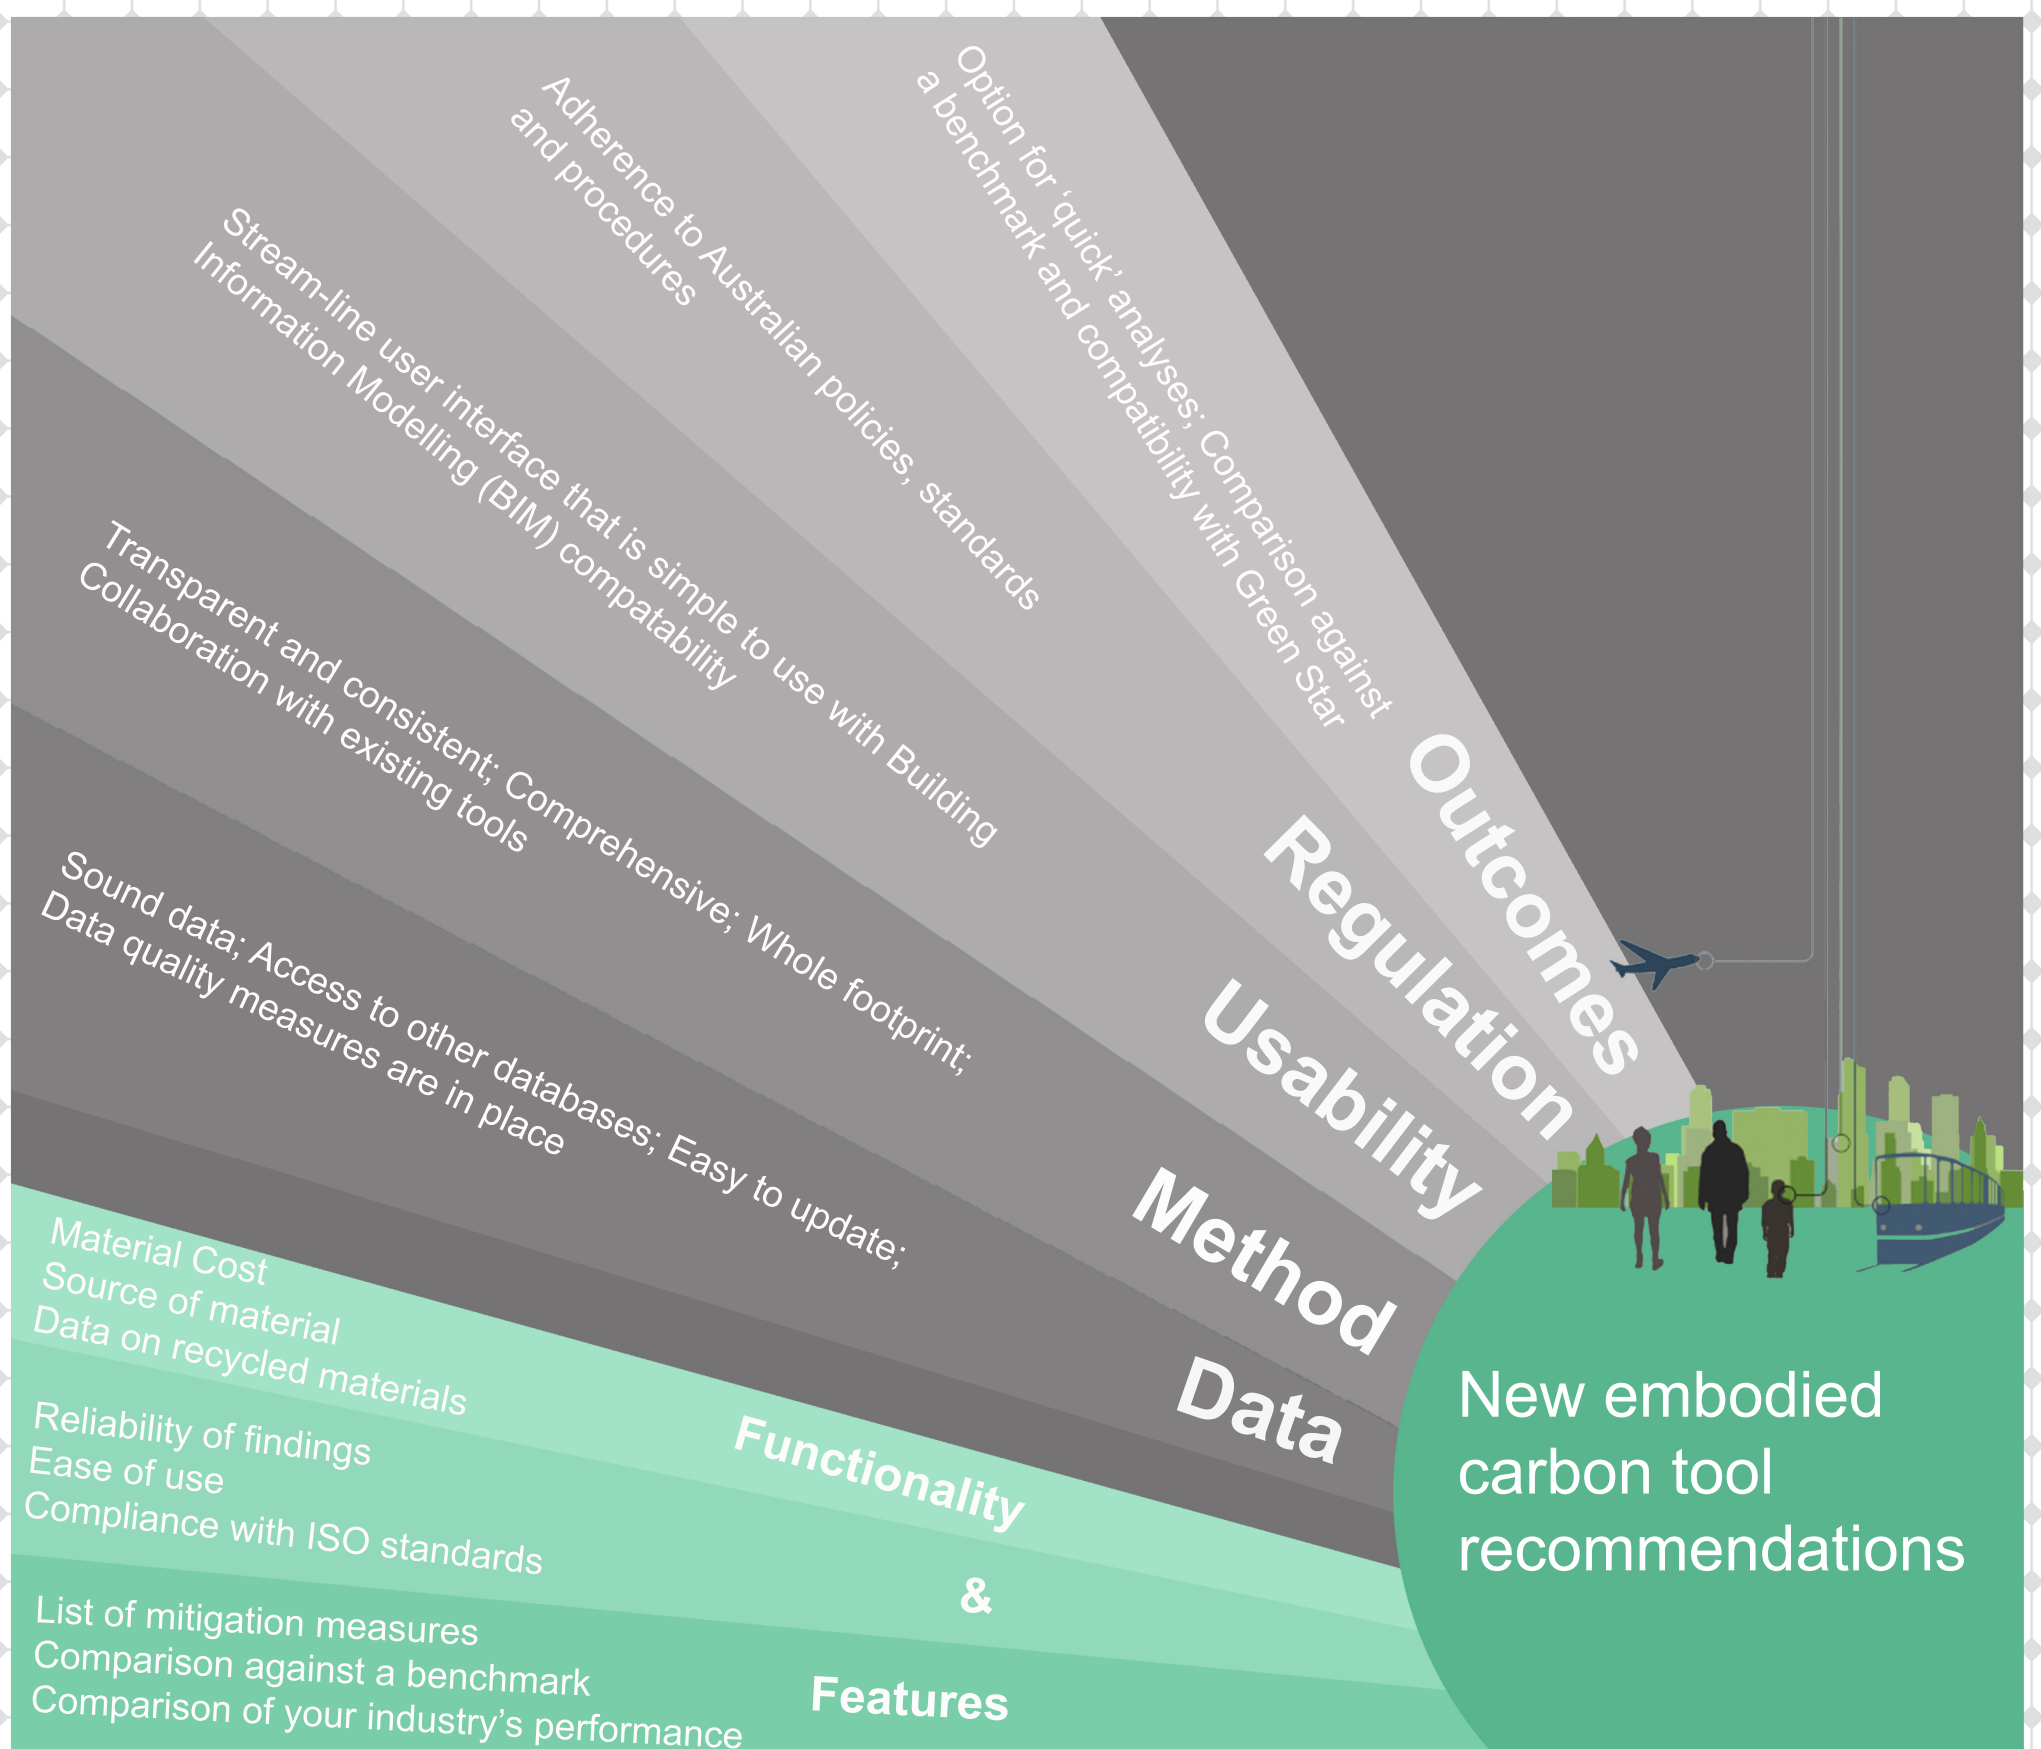 Option for ‘quick’ analyses; Comparison against
a benchmark and compatibility with Green Star
Outcomes
Adherence to Australian policies, standards
and procedures
Regulation
Stream-line user interface that is simple to use with Building
Information Modelling (BIM) compatability
Usability
Transparent and consistent; Comprehensive; Whole footprint;
Collaboration with existing tools
Method
Sound data; Access to other databases; Easy to update;
Data quality measures are in place
Data
Material Cost
Source of material
Data on recycled materials
Reliability of findings
Ease of use
Compliance with ISO standards
List of mitigation measures
Comparison against a benchmark
Comparison of your industry’s performance
Functionality
&
Features
New embodied
carbon tool
recommendations